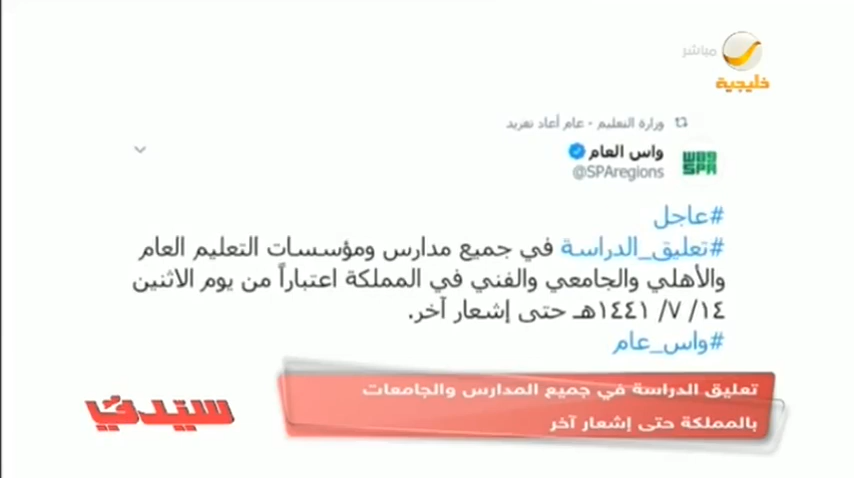 مباشر
خليجية
وزارة التعليم - عام أعاد تغريد
واس العام
WAS
SPA
@SPAregions
#عاجل
#تعليق_الدراسة في جميع مدارس ومؤسسات التعليم العام
والأهلي والجامعي والفني في المملكة اعتباراً من يوم الاثنين
١٤/ ٧/ ١٤٤١هـ حتى إشعار آخر.
#واس_عام
تعليق الدراسة في جميع المدارس والجامعات
بالمملكة حتى إشعار آخر
سيدتي